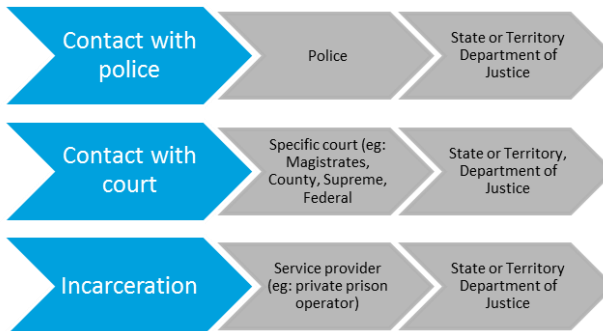 Contact with
police
Police
State or Territory
Department of
Justice
Contact with
court
Specific court (eg:
Magistrates,
County, Supreme,
Federal
State or Territory,
Department of
Justice
Incarceration
Service provider
(eg: private prison
operator)
State or Territory
Department of
Justice